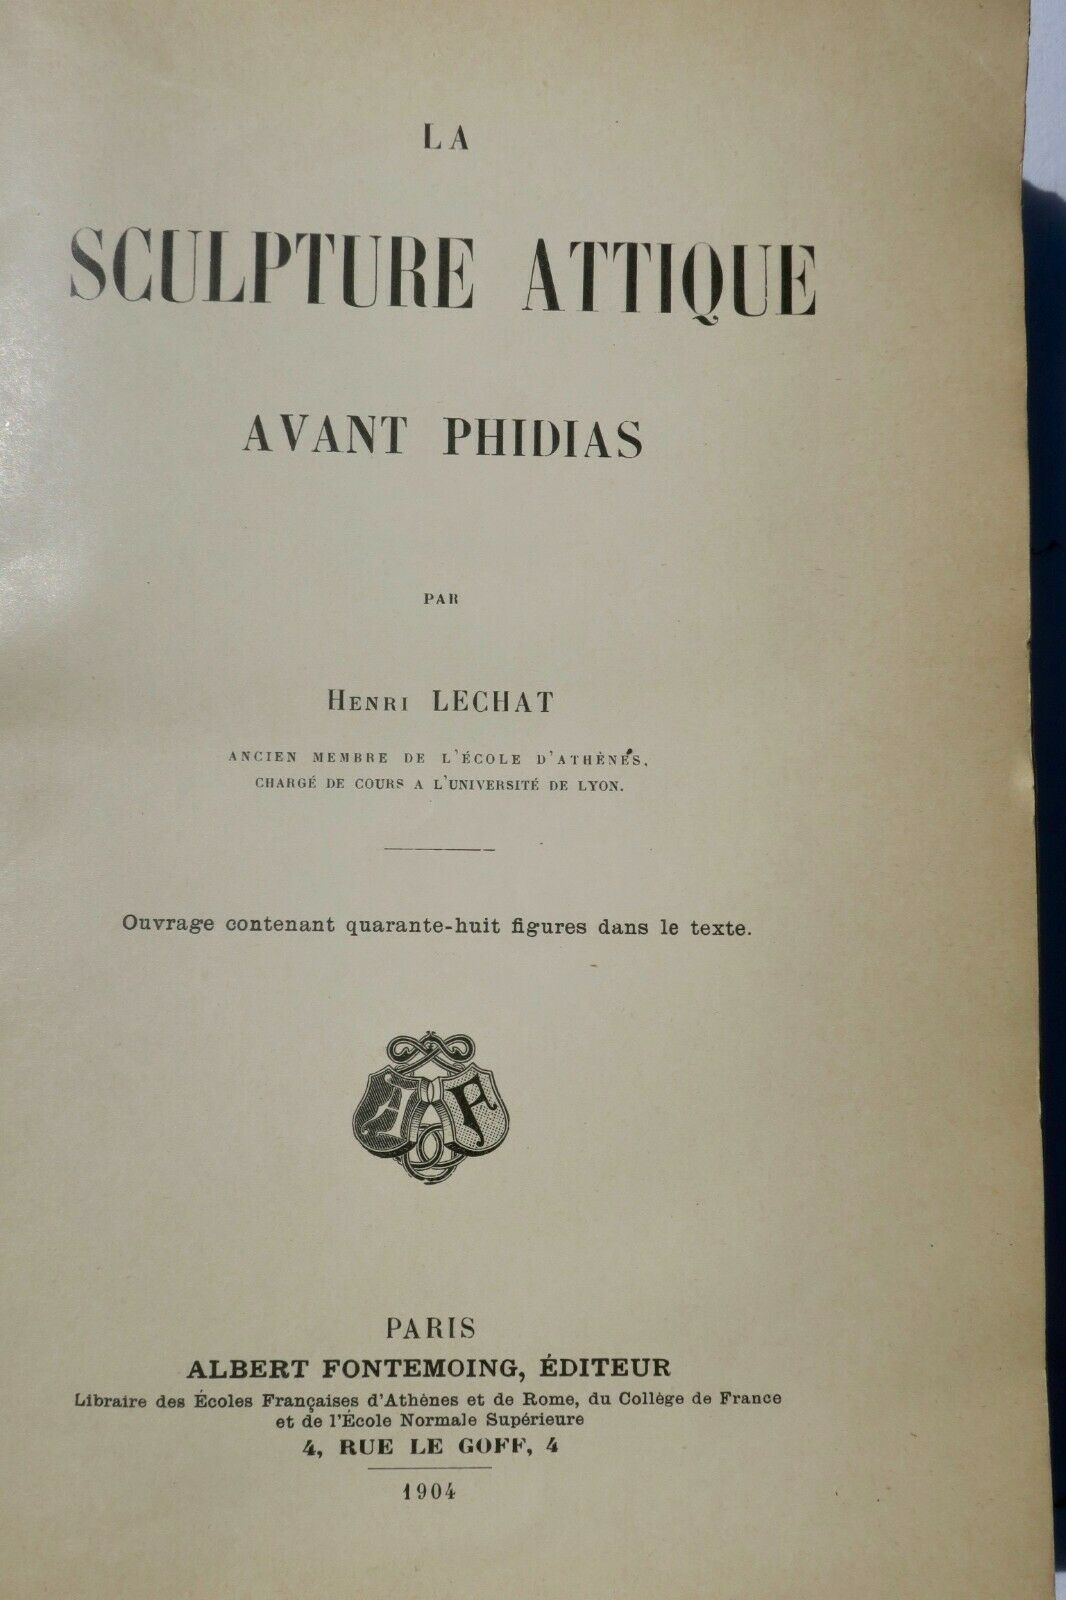 LA
SCULPTURE ATTIQUE
AVANT PHIDIAS
PAR
HENRI LECHAT
ANCIEN MEMBRE DE L'ÉCOLE D'ATHÈNES,
CHARGÉ DE COURS A L'UNIVERSITÉ DE LYON.
Ouvrage contenant quarante-huit figures dans le texte.
A F
PARIS
ALBERT FONTEMOING, ÉDITEUR
Libraire des Écoles Françaises d'Athènes et de Rome, du Collège de France
et de l'École Normale Supérieure
4, RUE LE GOFF, 4
1904